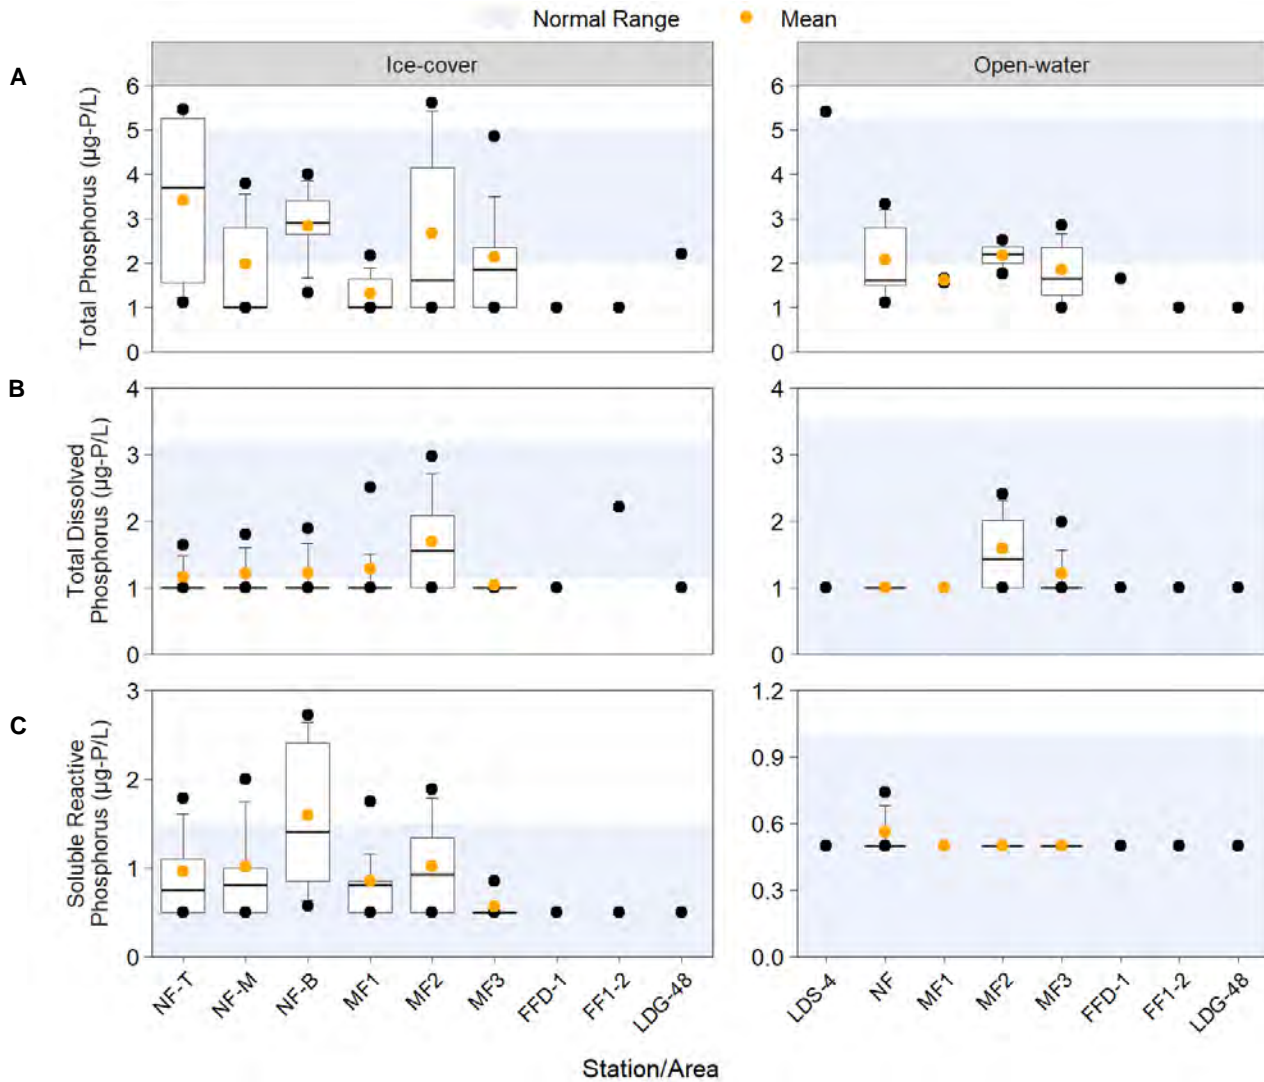 Normal Range Mean
A
Ice-cover Open-water
Total Phosphorus (µg-P/L)
6
5
4
3
2
1
0
6
5
4
3
2
1
0
B
Total Dissolved
Phosphorus (µg-P/L)
4
3
2
1
0
4
3
2
1
0
C
Soluble Reactive
Phosphorus (µg-P/L)
3
2
1
0
1.2
0.9
0.6
0.3
0.0
NF-T NF-M NF-B MF1 MF2 MF3 FFD-1 FF1-2 LDG-48
LDS-4 NF MF1 MF2 MF3 FFD-1 FF1-2 LDG-48
Station/Area